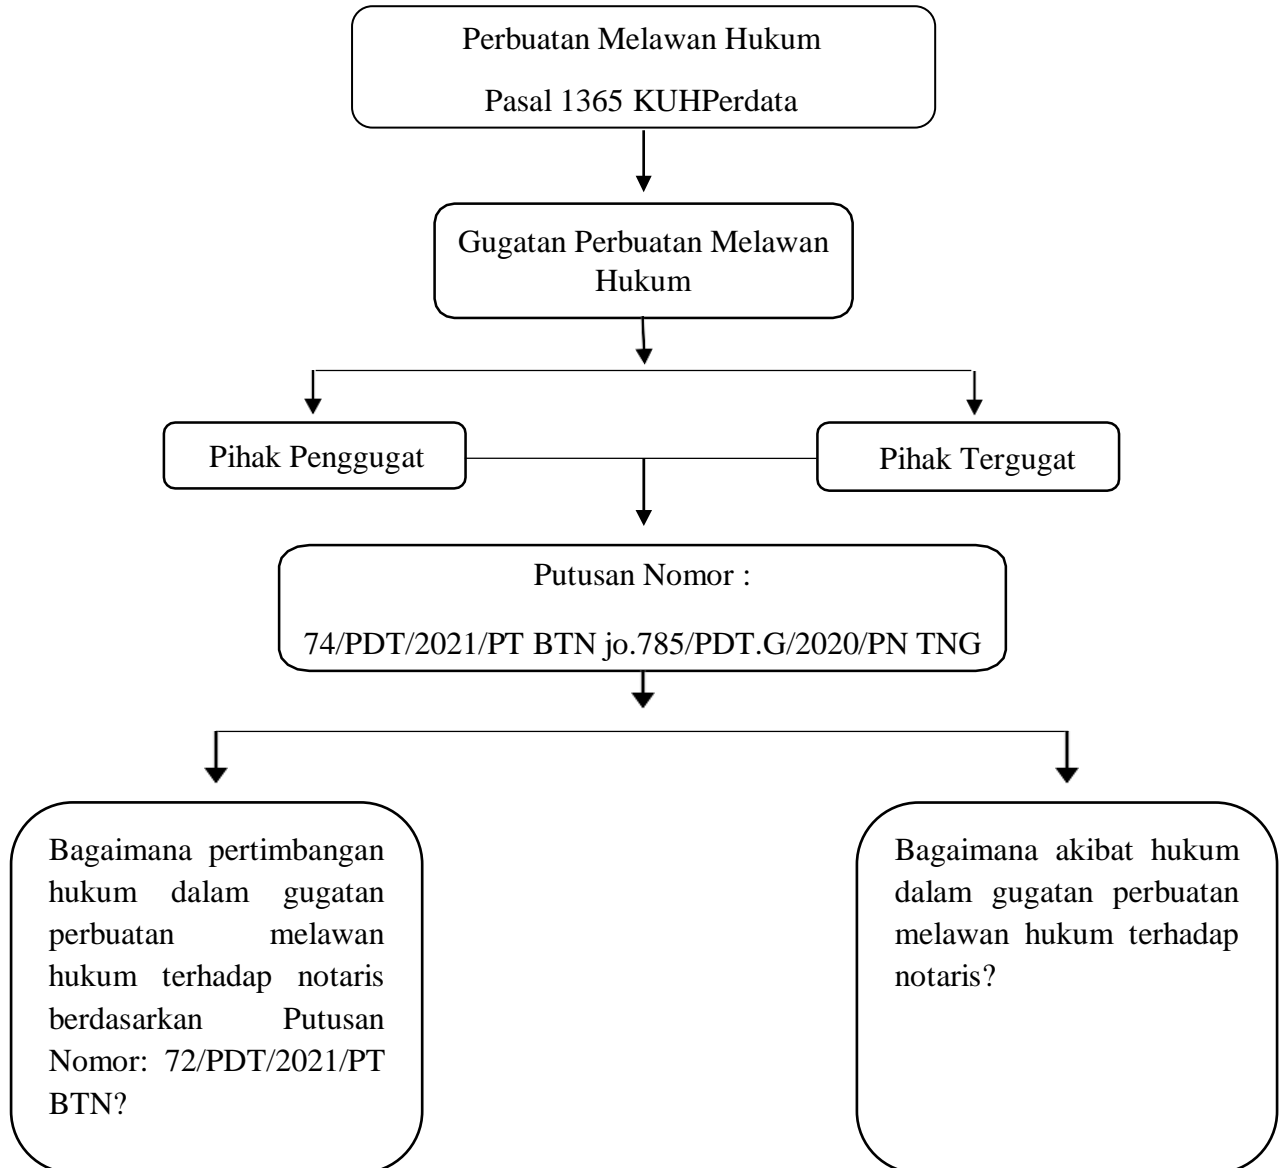 Perbuatan Melawan Hukum
Pasal 1365 KUHPerdata
Gugatan Perbuatan Melawan
Hukum
Pihak Penggugat
Pihak Tergugat
Putusan Nomor :
74/PDT/2021/PT BTN jo.785/PDT.G/2020/PN TNG
Bagaimana pertimbangan
hukum dalam gugatan
perbuatan melawan
hukum terhadap notaris
berdasarkan Putusan
Nomor: 72/PDT/2021/PT
BTN?
Bagaimana akibat hukum
dalam gugatan perbuatan
melawan hukum terhadap
notaris?